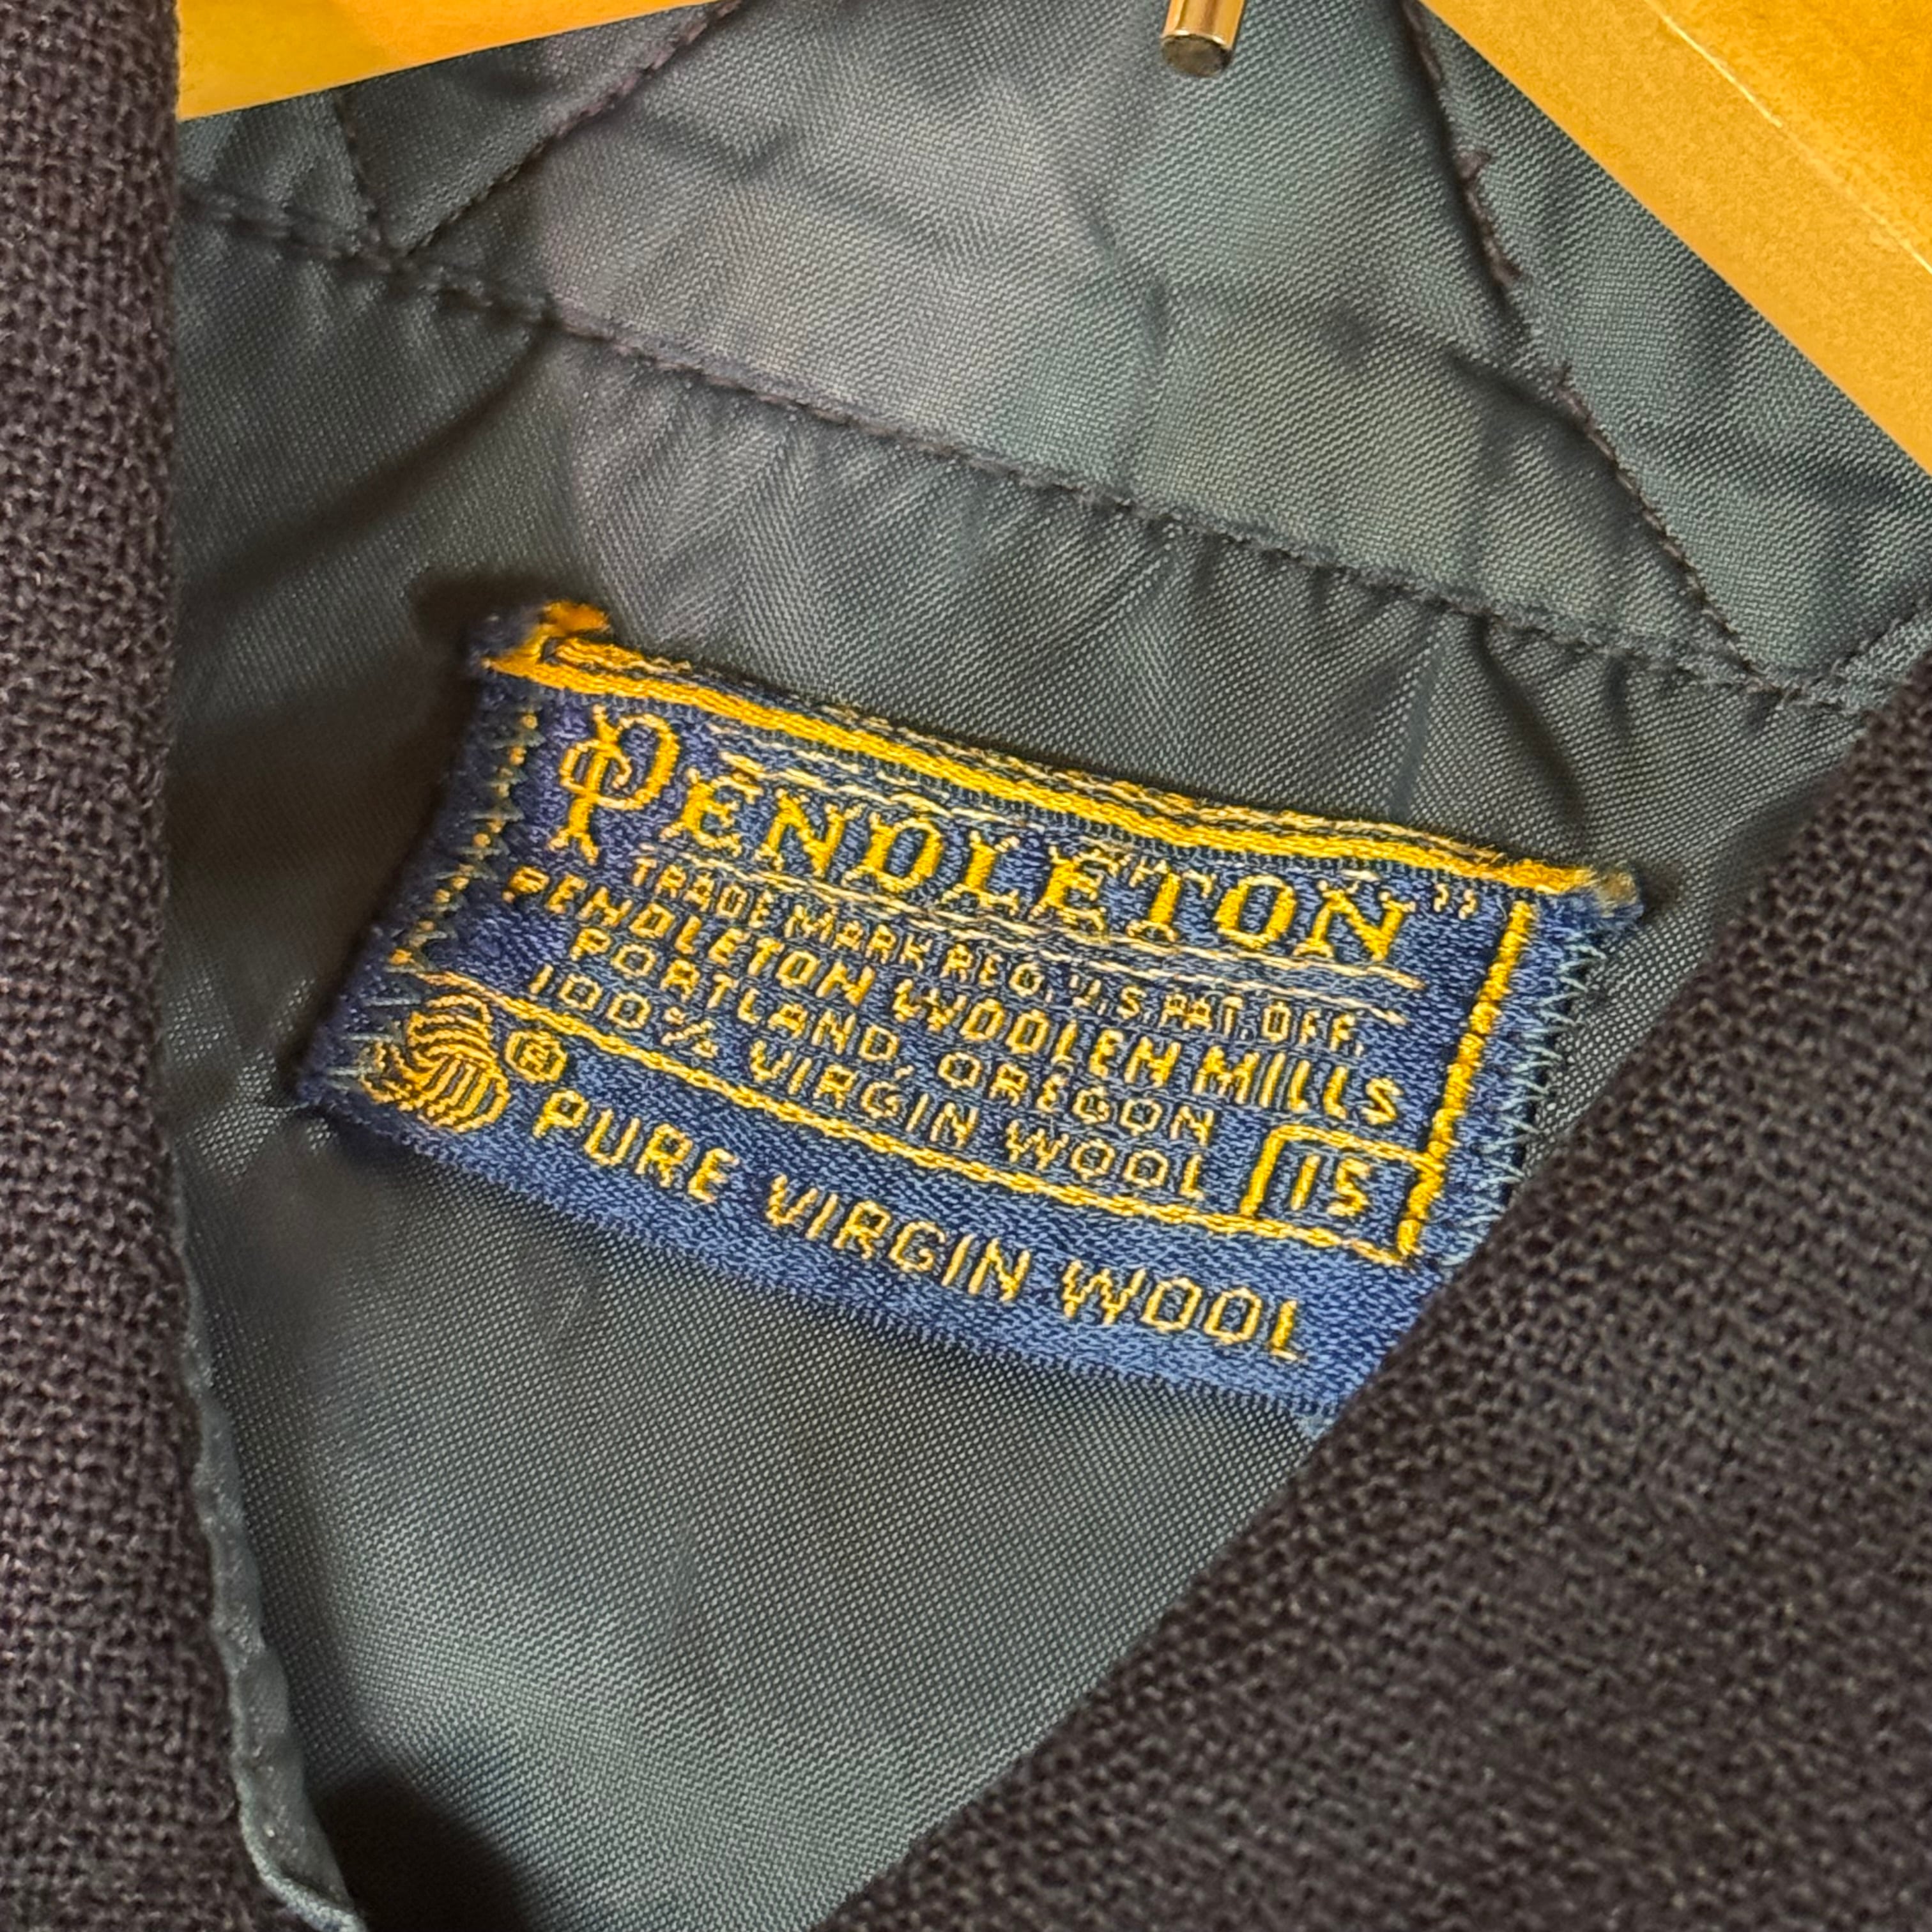 "PENDLETON"
TRADE MARK REG. U.S. PAT. OFF.
PENDLETON WOOLEN MILLS
PORTLAND, OREGON
100% VIRGIN WOOL
15
® PURE VIRGIN WOOL